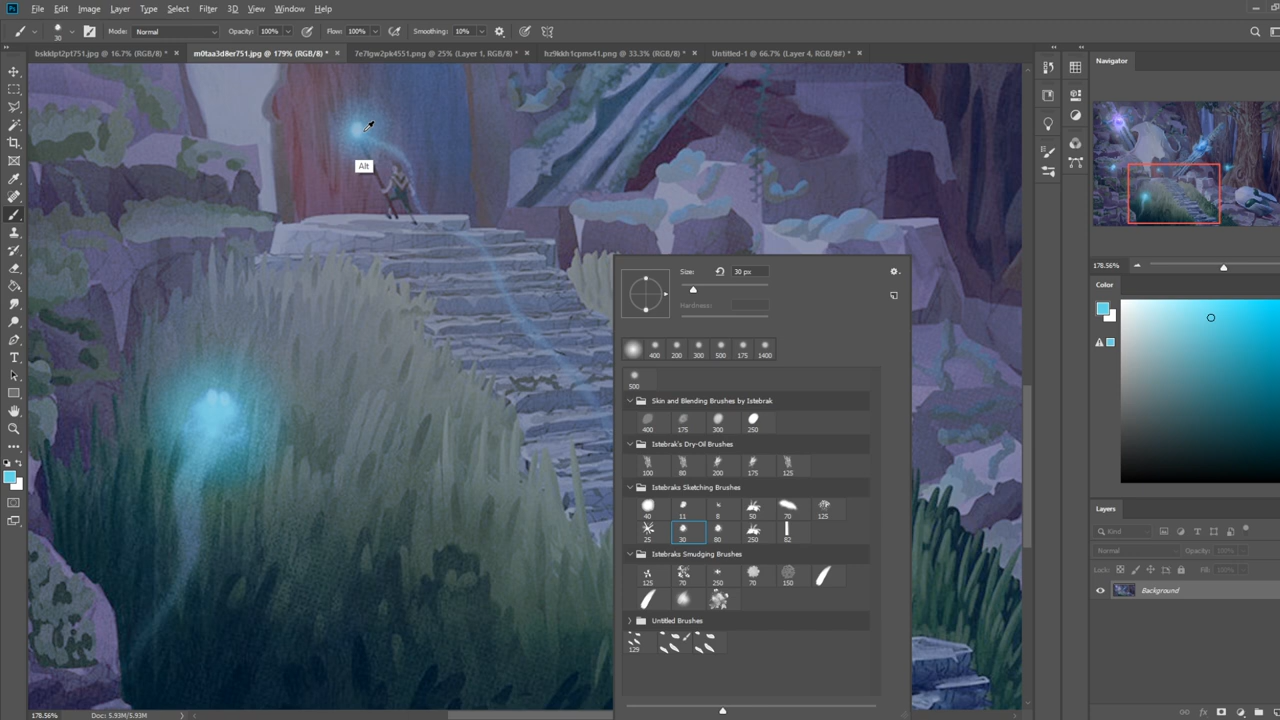 Ps File Edit Image Layer Type Select Filter 3D View Window Help
30 Mode: Normal Opacity: 100% Flow: 100% Smoothing: 10%
bskldpt2pt751.jpg @ 16.7% (RGB/8) * × m0taa3d8er751.jpg @ 179% (RGB/8) * × 7e7lgw2pk4551.png @ 25% (Layer 1, RGB/8) * × hz9kkh1cpms41.png @ 33.3% (RGB/8) * × Untitled-1 @ 66.7% (Layer 4, RGB/8) * ×
Navigator
Alt
178.56%
Size: 30 px
Hardness:
Color
400 200 300 500 175 1400
500
Skin and Blending Brushes by Istebrak
400 175 300 250
Istebrak's Dry-Oil Brushes
100 80 200 175 125
Istebraks Sketching Brushes
40 11 8 50 70 125
25 30 80 250 82
Istebraks Smudging Brushes
125 70 250 70 150
Untitled Brushes
129
Layers
Kind
Normal Opacity: 100%
Lock: Fill: 100%
Background
fx
178.56% Doc: 5.93M/5.93M